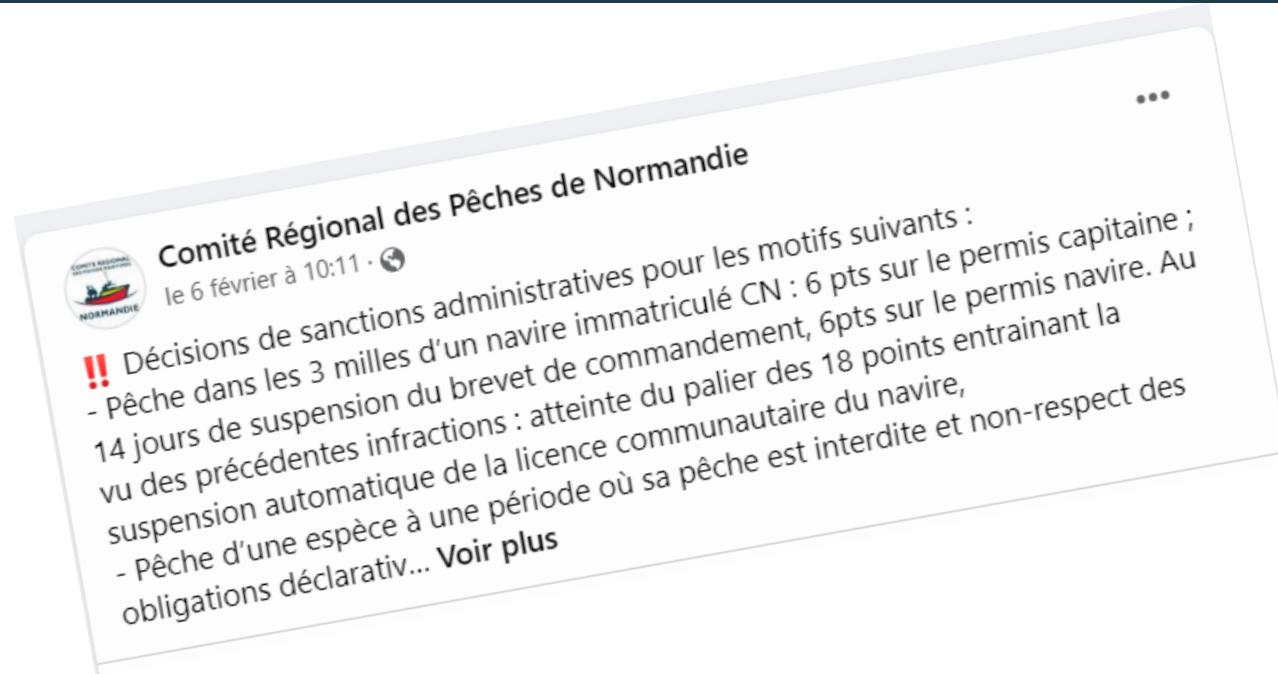 Comité Régional des Pêches de Normandie
le 6 février à 10:11 ·
COMITE REGIONAL
NORMANDIE
‼ Décisions de sanctions administratives pour les motifs suivants :
- Pêche dans les 3 milles d'un navire immatriculé CN : 6 pts sur le permis capitaine ;
14 jours de suspension du brevet de commandement, 6pts sur le permis navire. Au
vu des précédentes infractions : atteinte du palier des 18 points entrainant la
suspension automatique de la licence communautaire du navire,
- Pêche d'une espèce à une période où sa pêche est interdite et non-respect des
obligations déclarativ... Voir plus